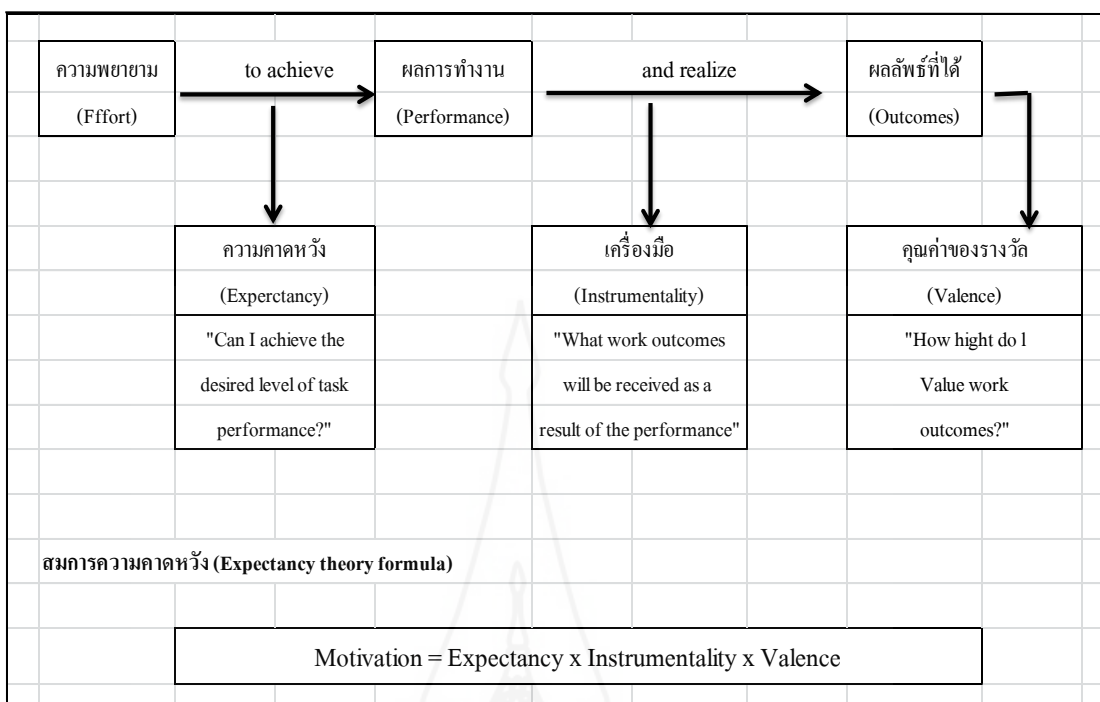 ความพยายาม
(Fffort)
to achieve
ผลการทำงาน
(Performance)
and realize
ผลลัพธ์ที่ได้
(Outcomes)
ความคาดหวัง
(Experctancy)
"Can I achieve the
desired level of task
performance?"
เครื่องมือ
(Instrumentality)
"What work outcomes
will be received as a
result of the performance"
คุณค่าของรางวัล
(Valence)
"How hight do l
Value work
outcomes?"
สมการความคาดหวัง (Expectancy theory formula)
Motivation = Expectancy x Instrumentality x Valence